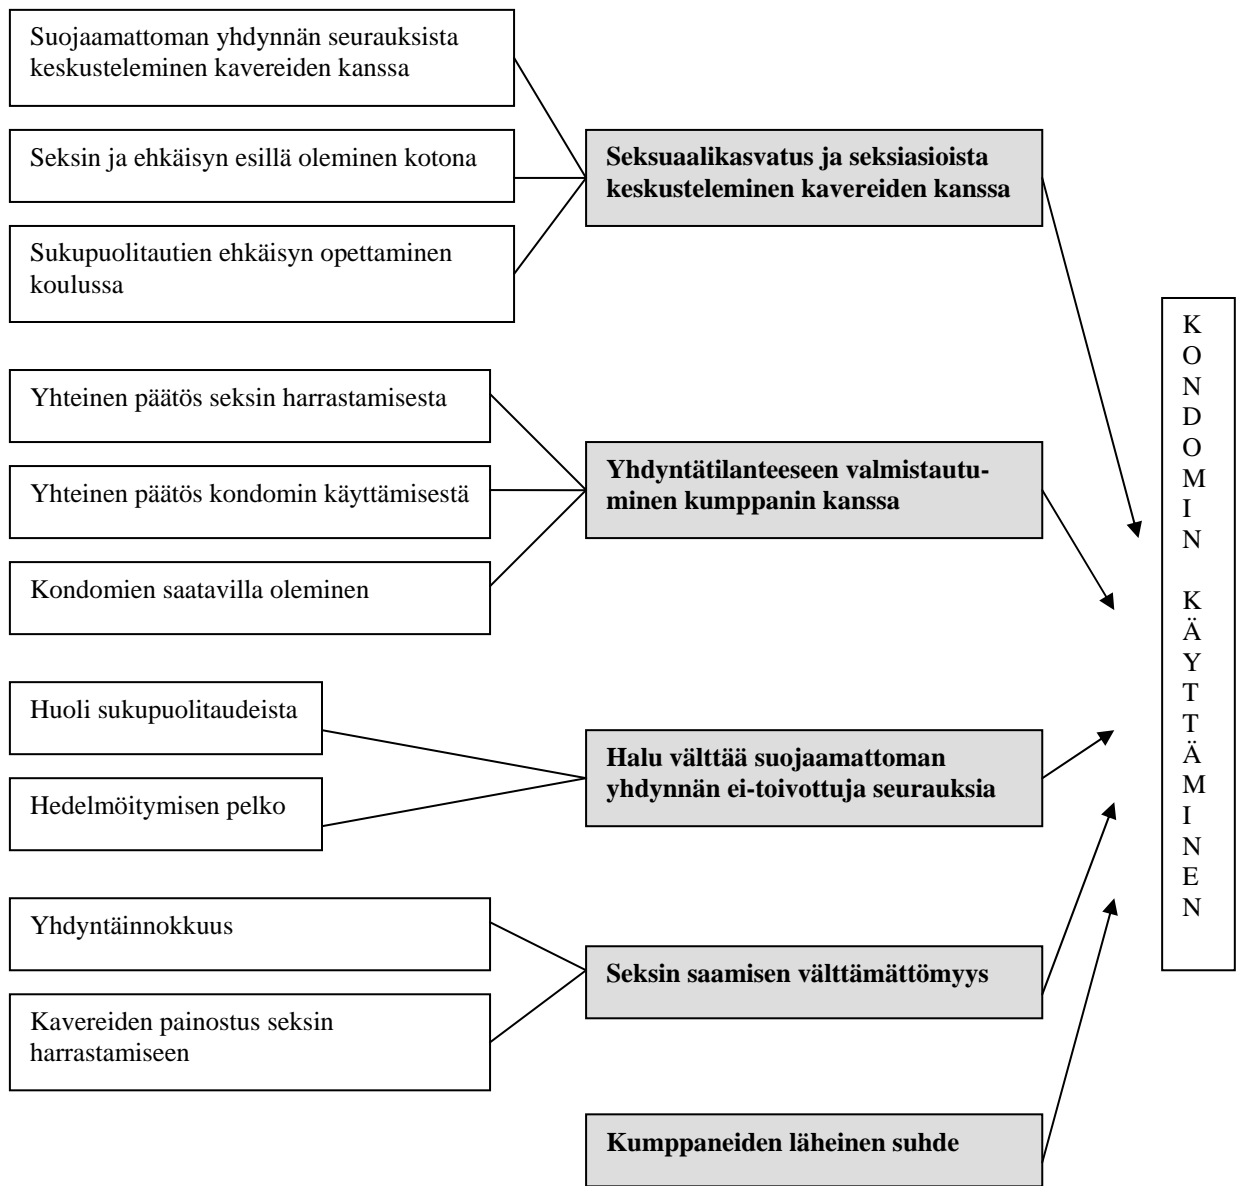 Suojaamattoman yhdynnän seurauksista
keskusteleminen kavereiden kanssa
Seksin ja ehkäisyn esillä oleminen kotona
Sukupuolitautien ehkäisyn opettaminen
koulussa
Seksuaalikasvatus ja seksiasioista
keskusteleminen kavereiden kanssa
Yhteinen päätös seksin harrastamisesta
Yhteinen päätös kondomin käyttämisestä
Kondomien saatavilla oleminen
Yhdyntätilanteeseen valmistautu-
minen kumppanin kanssa
Huoli sukupuolitaudeista
Hedelmöitymisen pelko
Halu välttää suojaamattoman
yhdynnän ei-toivottuja seurauksia
Yhdyntäinnokkuus
Kavereiden painostus seksin
harrastamiseen
Seksin saamisen välttämättömyys
Kumppaneiden läheinen suhde
K
O
N
D
O
M
I
N
K
Ä
Y
T
T
Ä
M
I
N
E
N